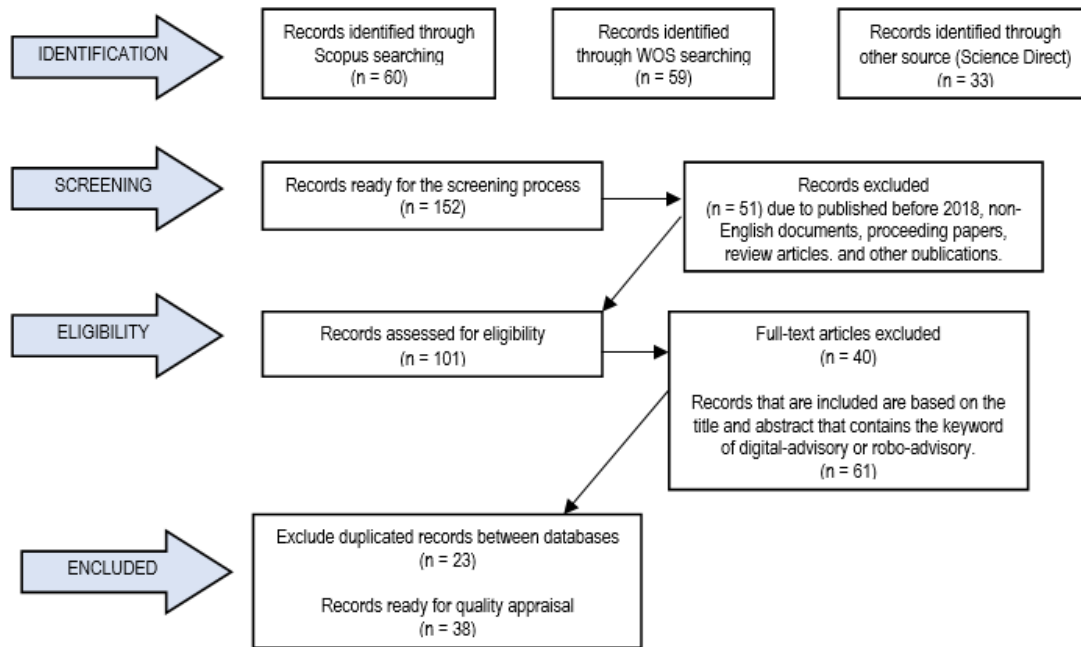 IDENTIFICATION
Records identified through
Scopus searching
(n = 60)
Records identified
through WOS searching
(n = 59)
Records identified through
other source (Science Direct)
(n = 33)
SCREENING
Records ready for the screening process
(n = 152)
Records excluded
(n = 51) due to published before 2018, non-
English documents, proceeding papers,
review articles, and other publications.
ELIGIBILITY
Records assessed for eligibility
(n = 101)
Full-text articles excluded
(n = 40)
Records that are included are based on the
title and abstract that contains the keyword
of digital-advisory or robo-advisory.
(n = 61)
ENCLUDED
Exclude duplicated records between databases
(n = 23)
Records ready for quality appraisal
(n = 38)